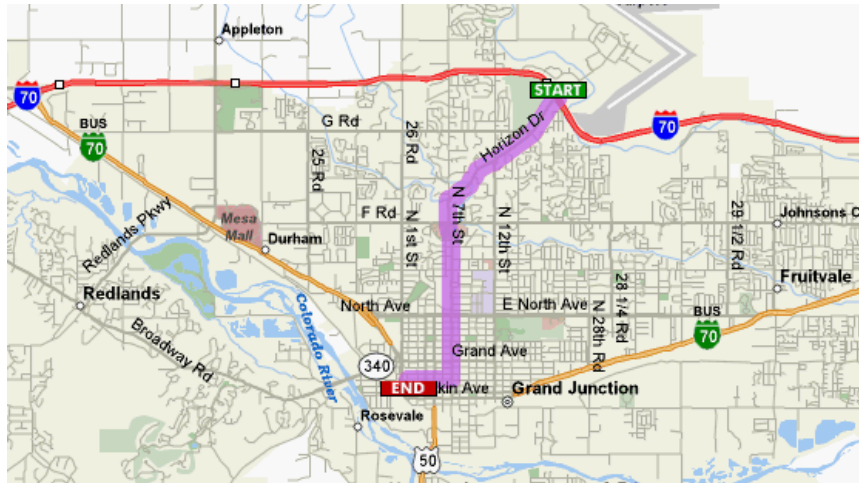 Appleton
START
70
BUS
70
G Rd
26 Rd
Horizon Dr
70
25 Rd
Redlands Pkwy
Mesa
Mall
F Rd
N 1st St
N 7th St
N 12th St
29 1/2 Rd
Durham
Redlands
North Ave
E North Ave
N 28th Rd
28 1/4 Rd
Fruitvale
BUS
70
Broadway Rd
Colorado River
Grand Ave
340
END
kin Ave
Grand Junction
Rosevale
50
Johnsons C